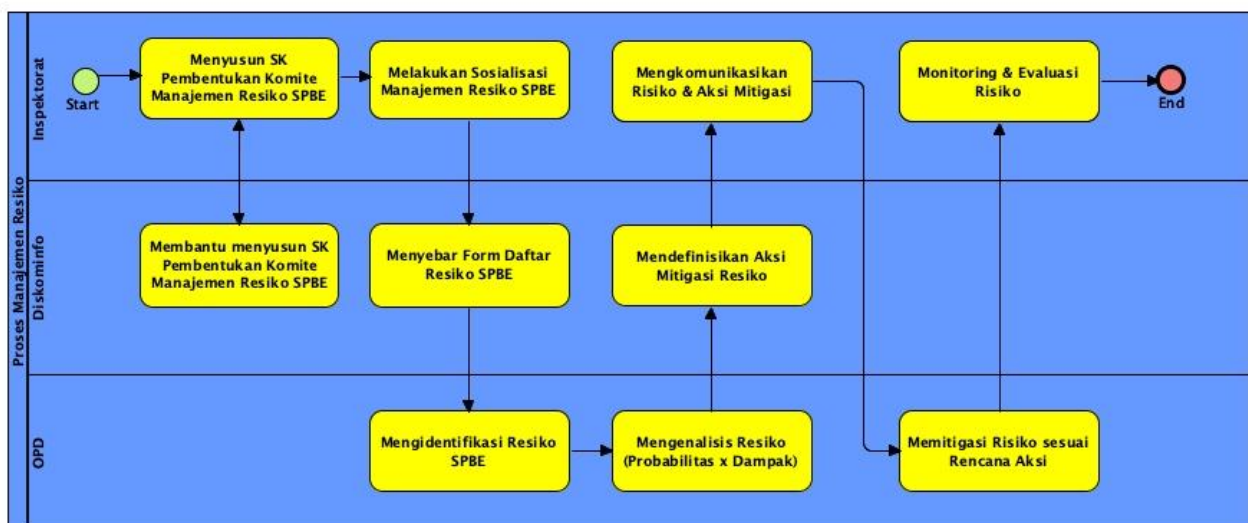 Proses Manajemen Resiko
Inspektorat
Start
Menyusun SK
Pembentukan Komite
Manajemen Resiko SPBE
Melakukan Sosialisasi
Manajemen Resiko SPBE
Mengkomunikasikan
Risiko & Aksi Mitigasi
Monitoring & Evaluasi
Risiko
End
Diskominfo
Membantu menyusun SK
Pembentukan Komite
Manajemen Resiko SPBE
Menyebar Form Daftar
Resiko SPBE
Mendefinisikan Aksi
Mitigasi Resiko
OPD
Mengidentifikasi Resiko
SPBE
Mengenalisis Resiko
(Probabilitas x Dampak)
Memitigasi Risiko sesuai
Rencana Aksi